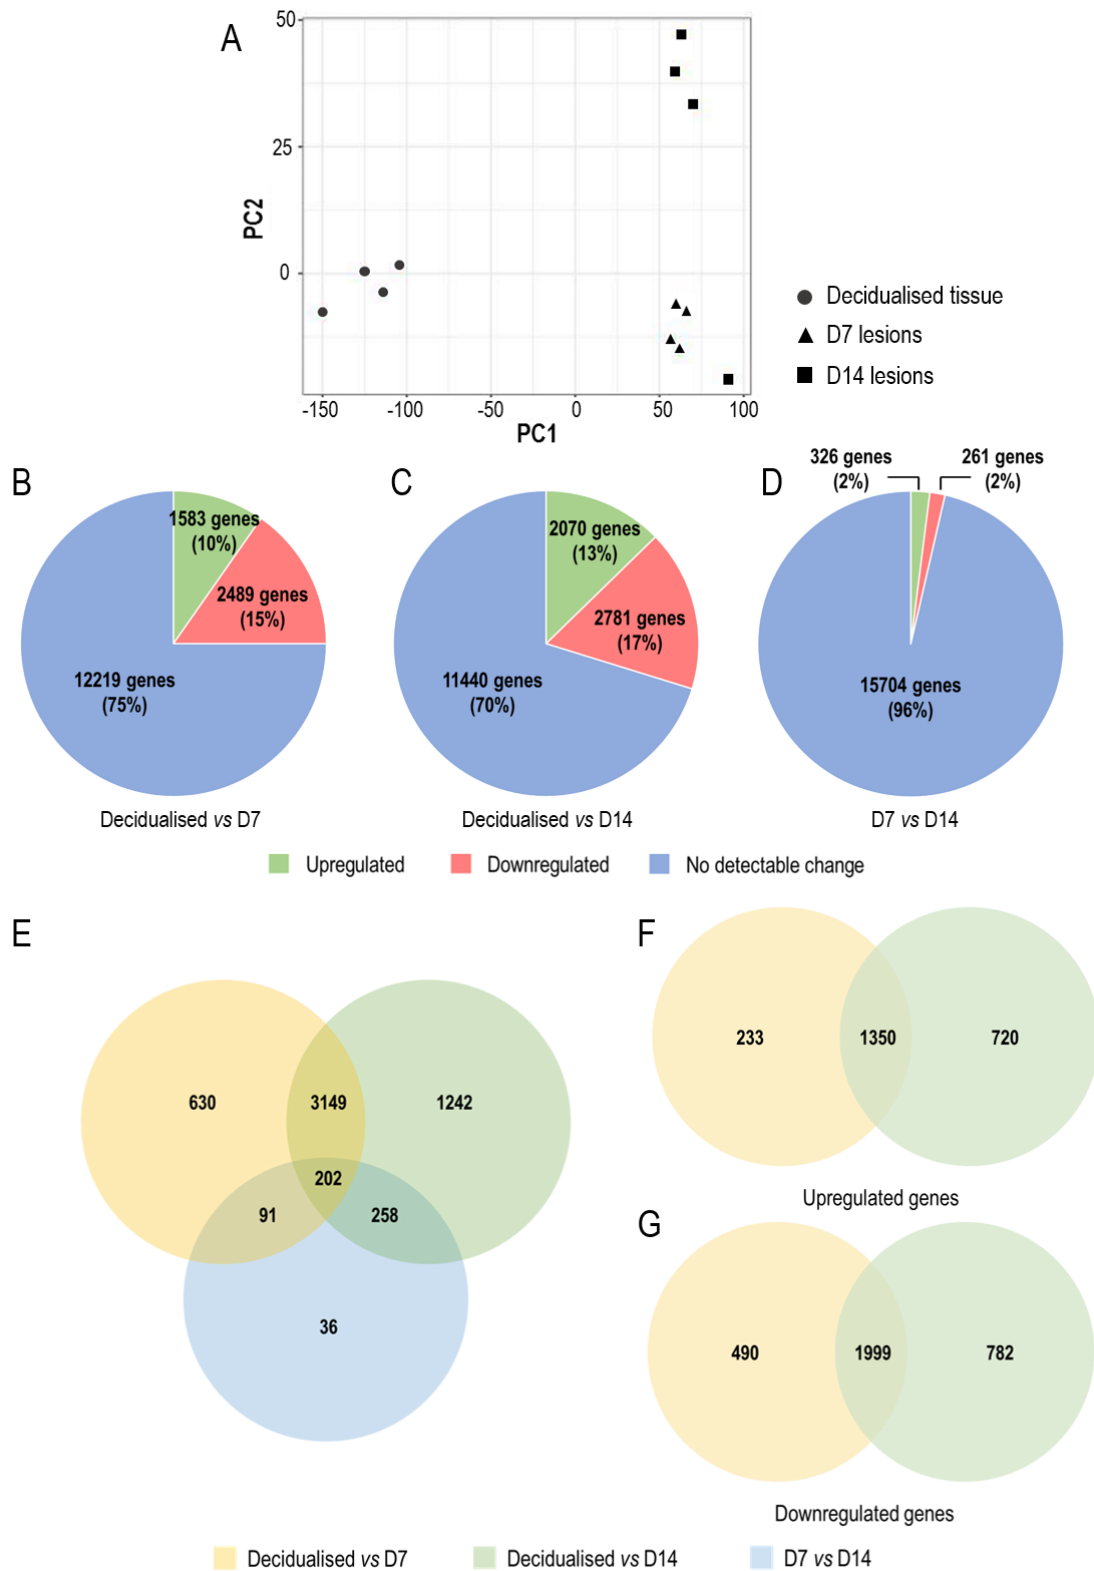 A
50
25
0
PC2
-150
-100
-50
0
50
100
PC1
Decidualised tissue
D7 lesions
D14 lesions
B
1583 genes
(10%)
2489 genes
(15%)
12219 genes
(75%)
Decidualised vs D7
C
2070 genes
(13%)
2781 genes
(17%)
11440 genes
(70%)
Decidualised vs D14
D
326 genes
(2%)
261 genes
(2%)
15704 genes
(96%)
D7 vs D14
Upregulated
Downregulated
No detectable change
E
630
3149
1242
202
91
258
36
F
233
1350
720
Upregulated genes
G
490
1999
782
Downregulated genes
Decidualised vs D7
Decidualised vs D14
D7 vs D14